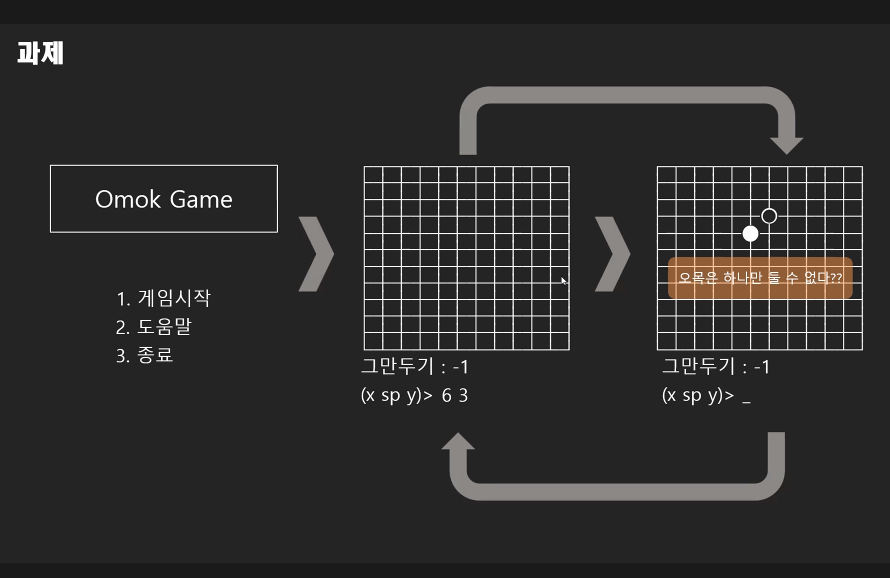 과제
Omok Game
1. 게임시작
2. 도움말
3. 종료
그만두기 : -1
(x sp y)> 6 3
오목은 하나만 둘 수 없다??
그만두기 : -1
(x sp y)> _